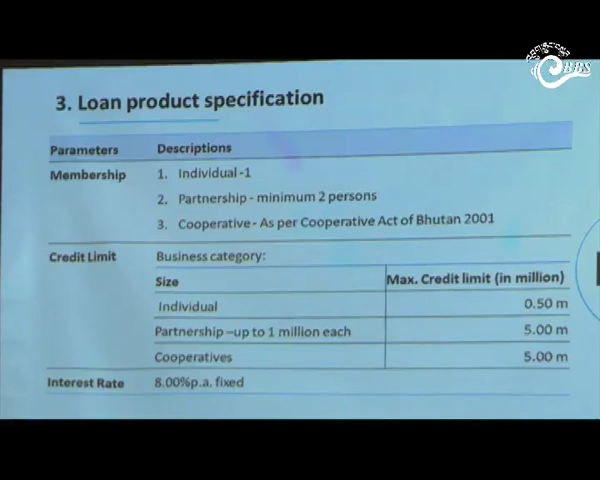 BBS
3. Loan product specification
Parameters Descriptions
Membership 1. Individual -1
2. Partnership - minimum 2 persons
3. Cooperative - As per Cooperative Act of Bhutan 2001
Credit Limit Business category:
Size Max. Credit limit (in million)
Individual 0.50 m
Partnership –up to 1 million each 5.00 m
Cooperatives 5.00 m
Interest Rate 8.00%p.a. fixed